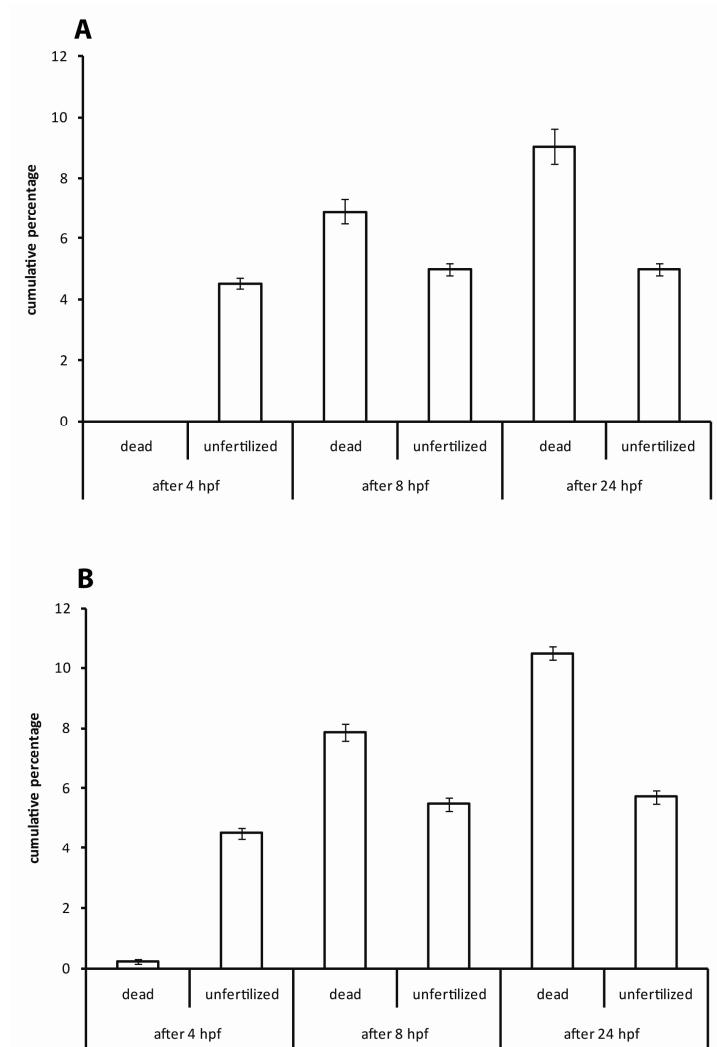 A
12
10
8
6
4
2
0
cumulative percentage
dead unfertilized dead unfertilized dead unfertilized
after 4 hpf after 8 hpf after 24 hpf
B
12
10
8
6
4
2
0
cumulative percentage
dead unfertilized dead unfertilized dead unfertilized
after 4 hpf after 8 hpf after 24 hpf